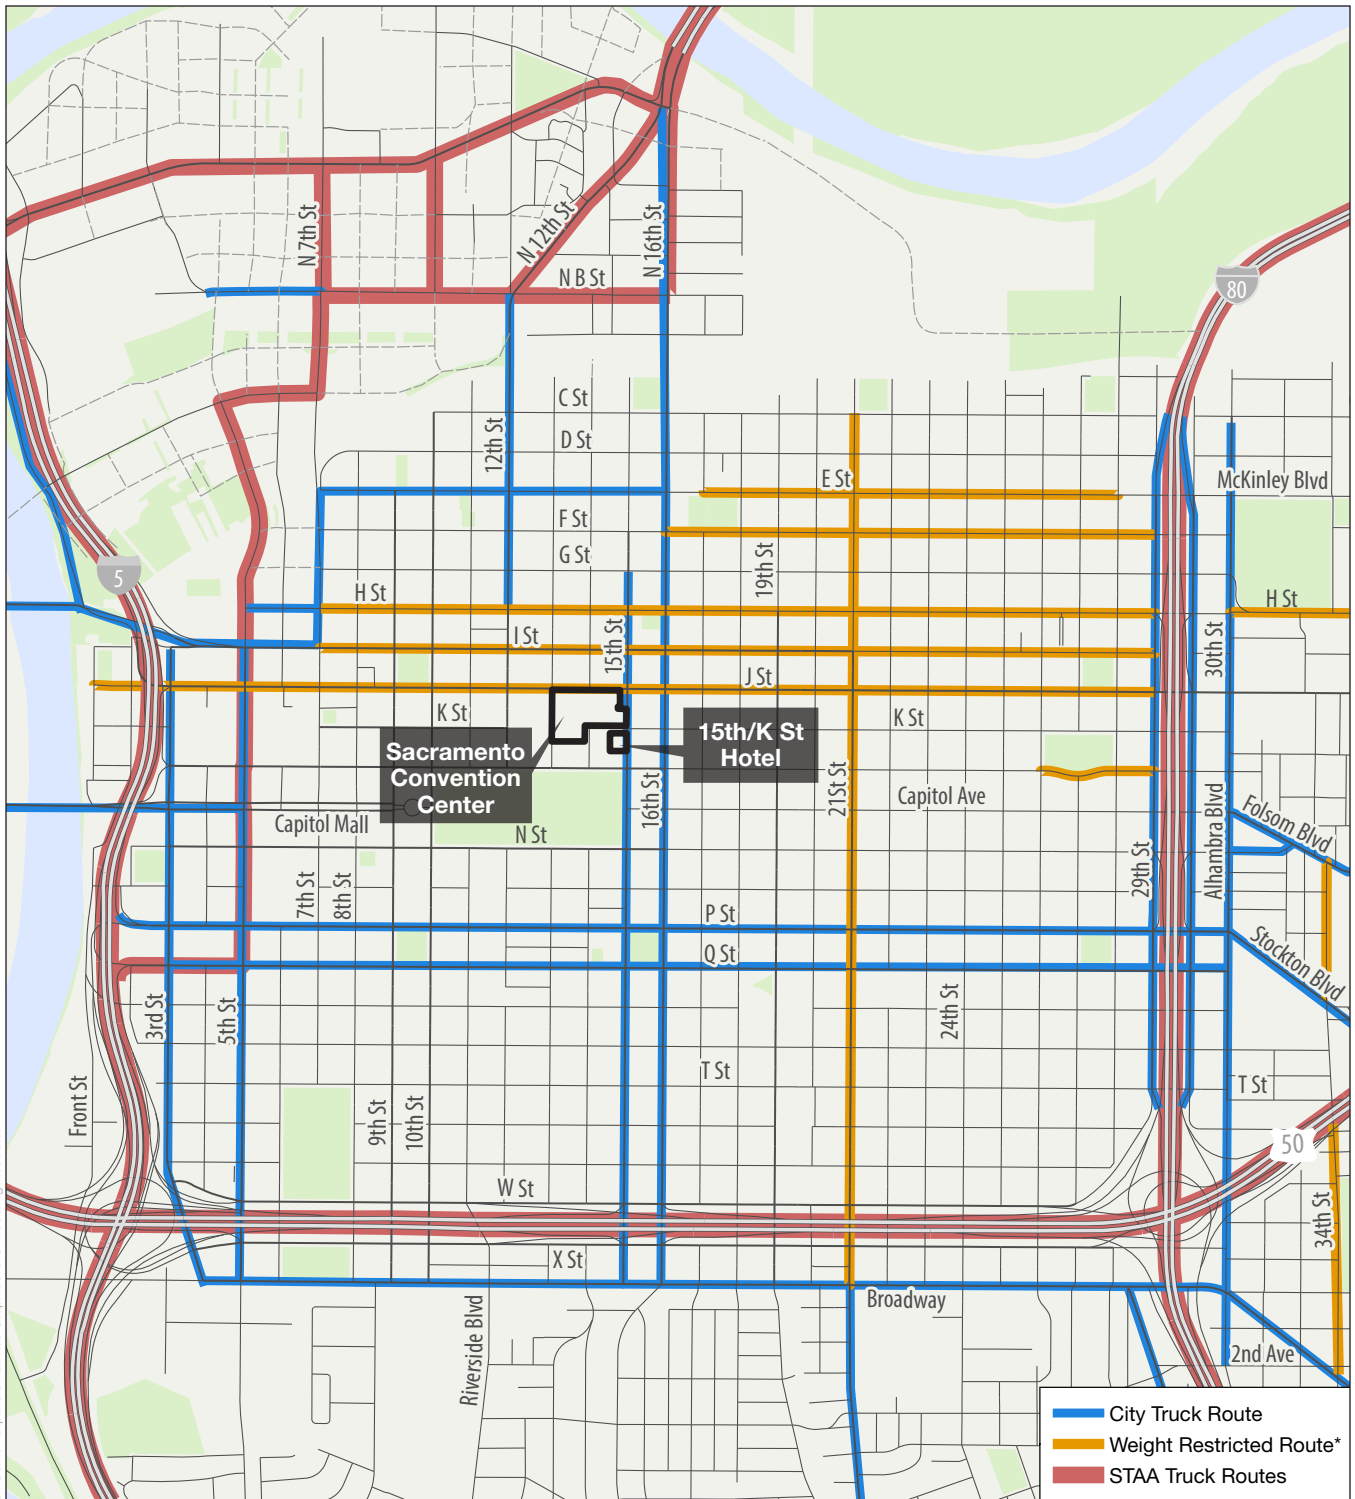 N 7th St
N 12th St
N 16th St
N B St
80
C St
12th St
D St
E St
McKinley Blvd
F St
G St
19th St
5
H St
H St
I St
15th St
30th St
J St
K St
K St
Sacramento
Convention
Center
15th/K St
Hotel
16th St
21St St
Capitol Ave
Alhambra Blvd
Folsom Blvd
Capitol Mall
N St
29th St
7th St
8th St
P St
Q St
Stockton Blvd
3rd St
5th St
24th St
T St
T St
Front St
9th St
10th St
50
W St
34th St
X St
Riverside Blvd
Broadway
2nd Ave
City Truck Route
Weight Restricted Route*
STAA Truck Routes